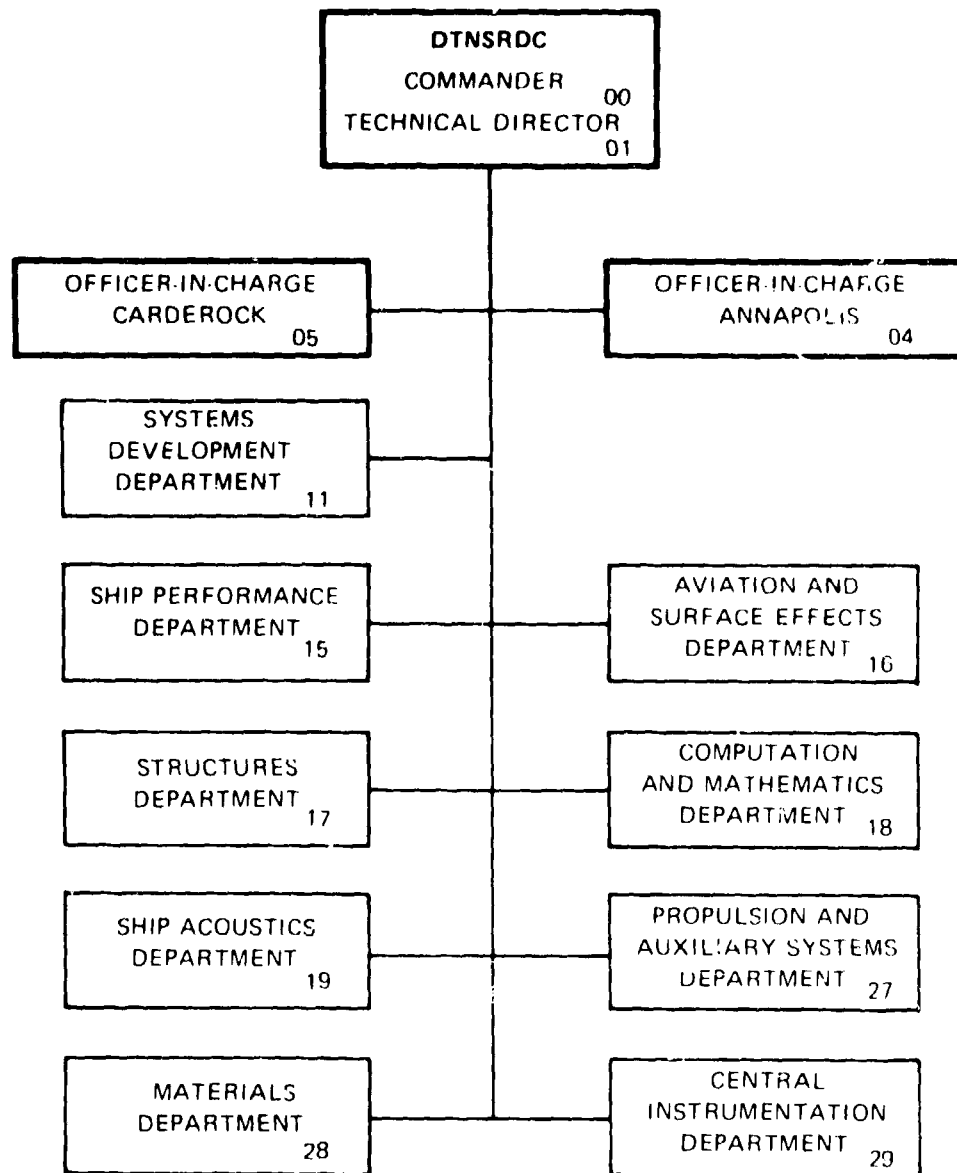 DTNSRDC
COMMANDER
00
TECHNICAL DIRECTOR
01
OFFICER-IN-CHARGE
CARDEROCK
05
OFFICER-IN-CHARGE
ANNAPOLIS
04
SYSTEMS
DEVELOPMENT
DEPARTMENT
11
SHIP PERFORMANCE
DEPARTMENT
15
AVIATION AND
SURFACE EFFECTS
DEPARTMENT
16
STRUCTURES
DEPARTMENT
17
COMPUTATION
AND MATHEMATICS
DEPARTMENT
18
SHIP ACOUSTICS
DEPARTMENT
19
PROPULSION AND
AUXILIARY SYSTEMS
DEPARTMENT
27
MATERIALS
DEPARTMENT
28
CENTRAL
INSTRUMENTATION
DEPARTMENT
29